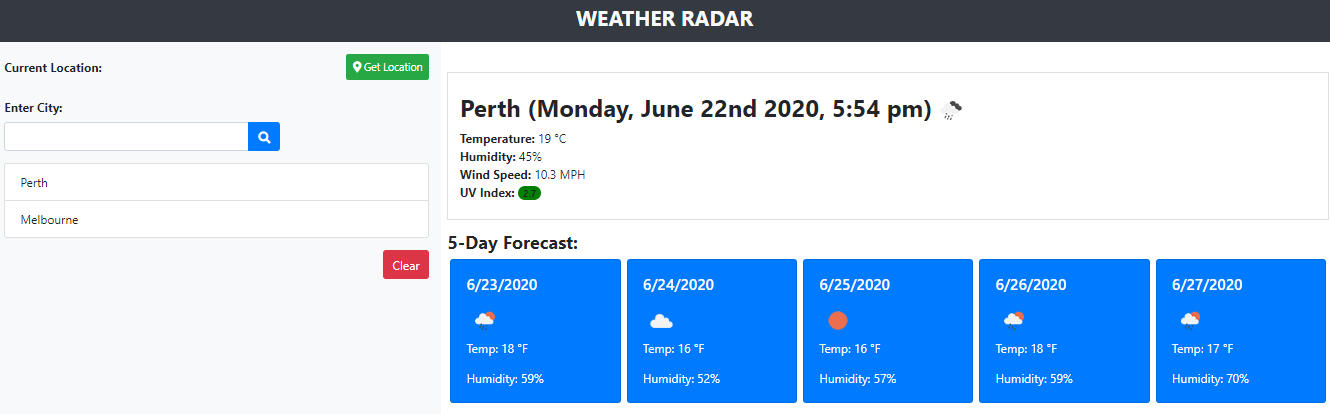 WEATHER RADAR
Current Location:
Get Location
Enter City:
Perth
Melbourne
Clear
Perth (Monday, June 22nd 2020, 5:54 pm)
Temperature: 19 °C
Humidity: 45%
Wind Speed: 10.3 MPH
UV Index: 2.7
5-Day Forecast:
6/23/2020
Temp: 18 °F
Humidity: 59%
6/24/2020
Temp: 16 °F
Humidity: 52%
6/25/2020
Temp: 16 °F
Humidity: 57%
6/26/2020
Temp: 18 °F
Humidity: 59%
6/27/2020
Temp: 17 °F
Humidity: 70%